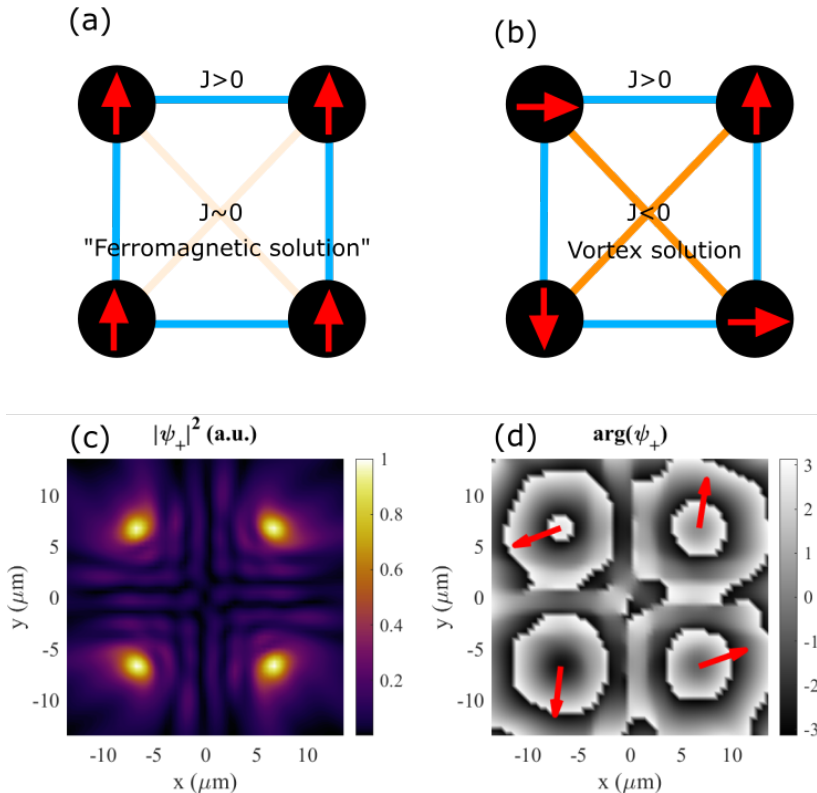 (a)
J>0
J~0
"Ferromagnetic solution"
(b)
J>0
J<0
Vortex solution
(c)
|ψ₊|² (a.u.)
10
5
0
-5
-10
y (μm)
-10 -5 0 5 10
x (μm)
1
0.8
0.6
0.4
0.2
(d)
arg(ψ₊)
10
5
0
-5
-10
y (μm)
-10 -5 0 5 10
x (μm)
3
2
1
0
-1
-2
-3